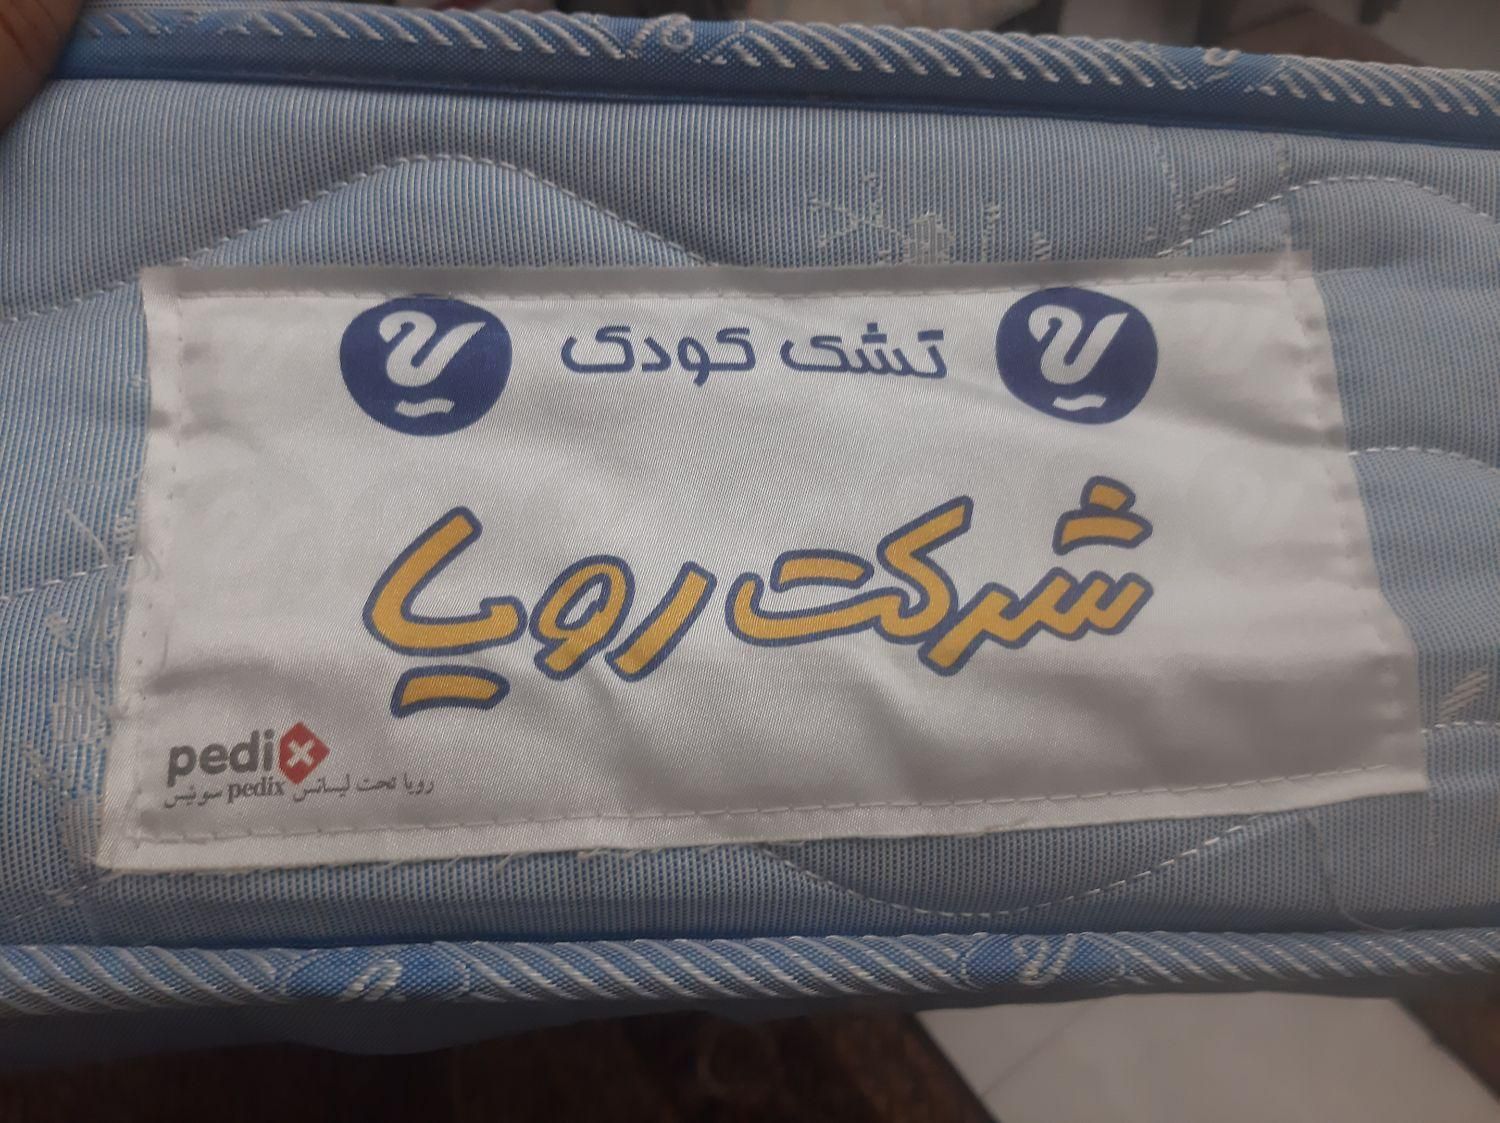 تشک کودک
شرکت رویا
pedix
رویا تحت لیسانس pedix سوئیس